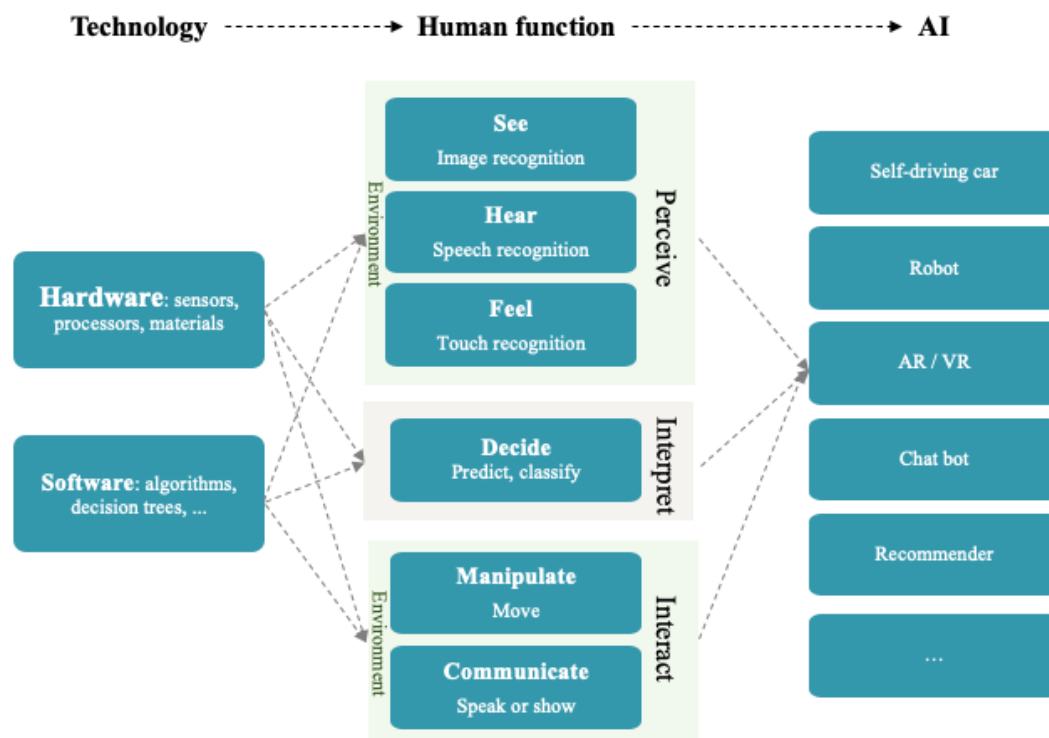 Technology
Human function
AI
Hardware: sensors,
processors, materials
Software: algorithms,
decision trees, ...
Environment
See
Image recognition
Hear
Speech recognition
Feel
Touch recognition
Perceive
Decide
Predict, classify
Interpret
Environment
Manipulate
Move
Communicate
Speak or show
Interact
Self-driving car
Robot
AR / VR
Chat bot
Recommender
...